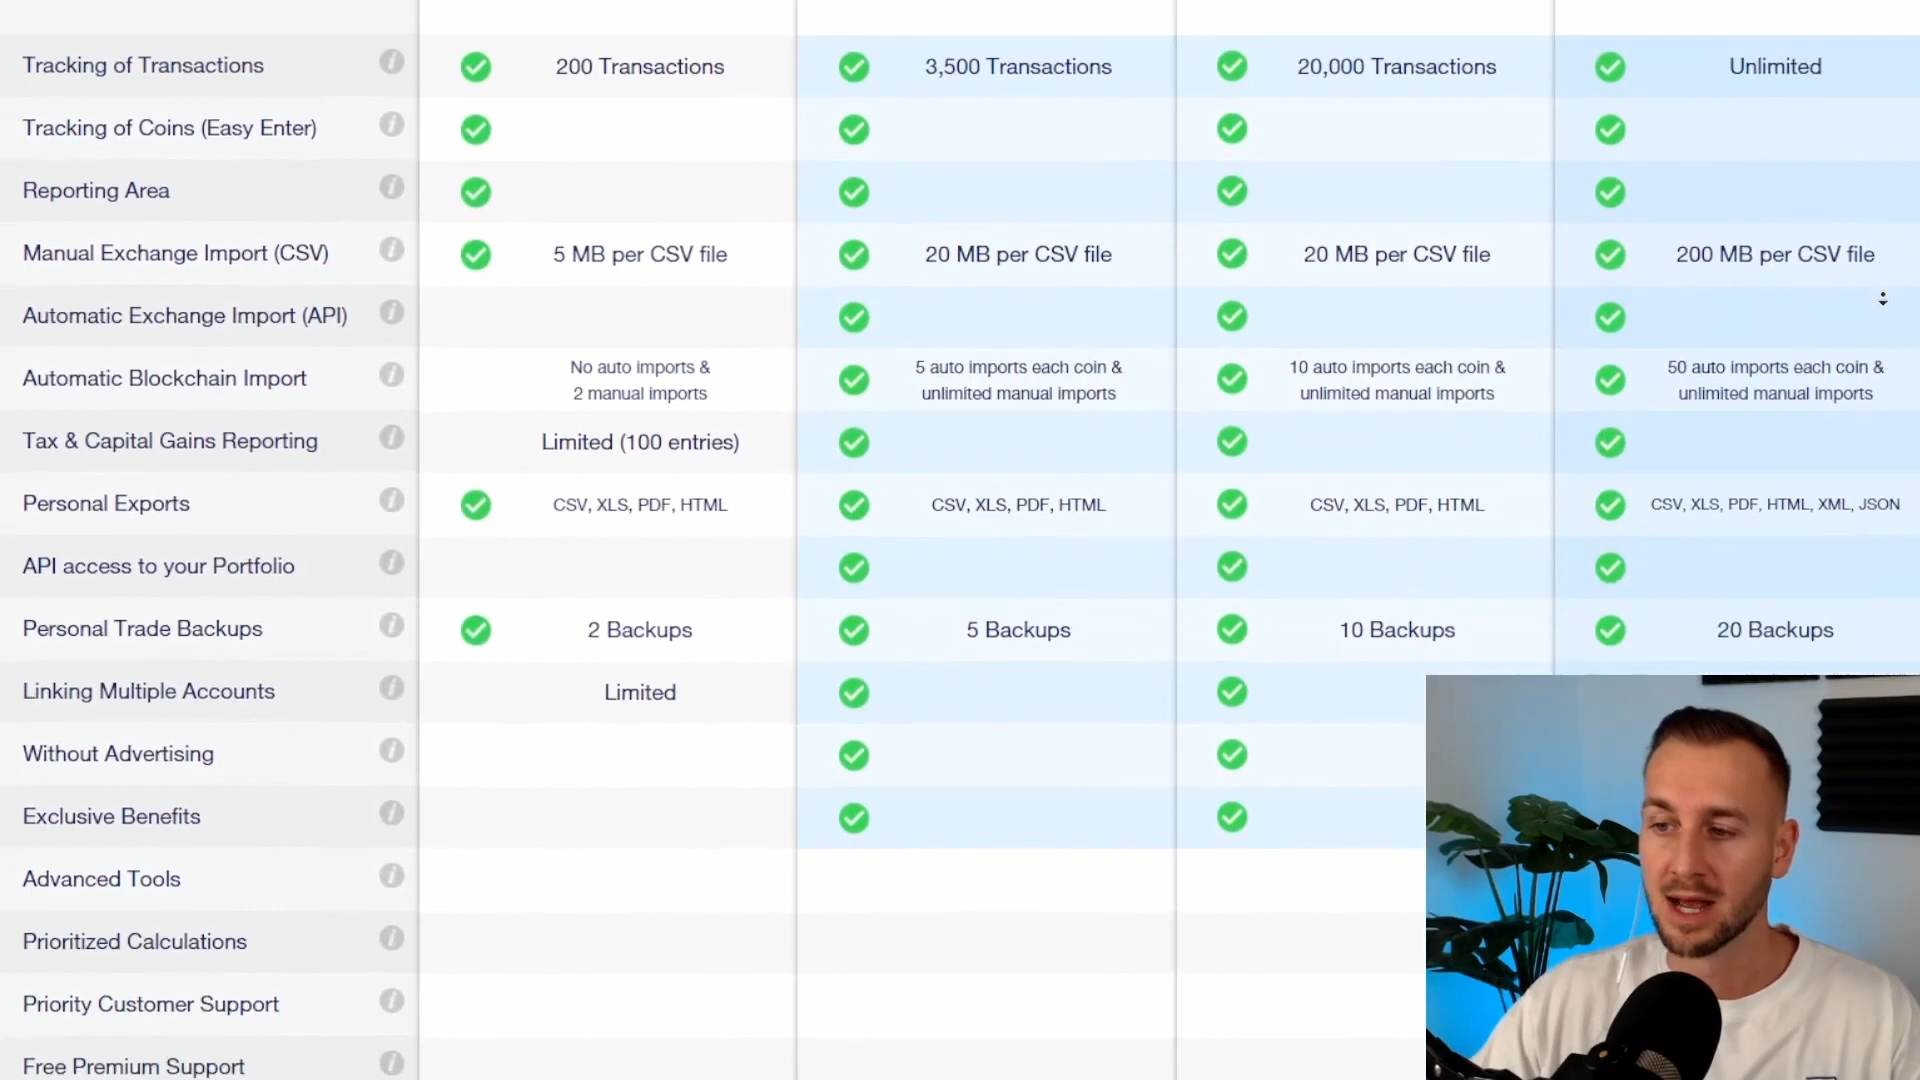 Tracking of Transactions 200 Transactions 3,500 Transactions 20,000 Transactions Unlimited
Tracking of Coins (Easy Enter)
Reporting Area
Manual Exchange Import (CSV) 5 MB per CSV file 20 MB per CSV file 20 MB per CSV file 200 MB per CSV file
Automatic Exchange Import (API)
Automatic Blockchain Import
No auto imports &
2 manual imports
5 auto imports each coin &
unlimited manual imports
10 auto imports each coin &
unlimited manual imports
50 auto imports each coin &
unlimited manual imports
Tax & Capital Gains Reporting Limited (100 entries)
Personal Exports CSV, XLS, PDF, HTML CSV, XLS, PDF, HTML CSV, XLS, PDF, HTML CSV, XLS, PDF, HTML, XML, JSON
API access to your Portfolio
Personal Trade Backups 2 Backups 5 Backups 10 Backups 20 Backups
Linking Multiple Accounts Limited
Without Advertising
Exclusive Benefits
Advanced Tools
Prioritized Calculations
Priority Customer Support
Free Premium Support